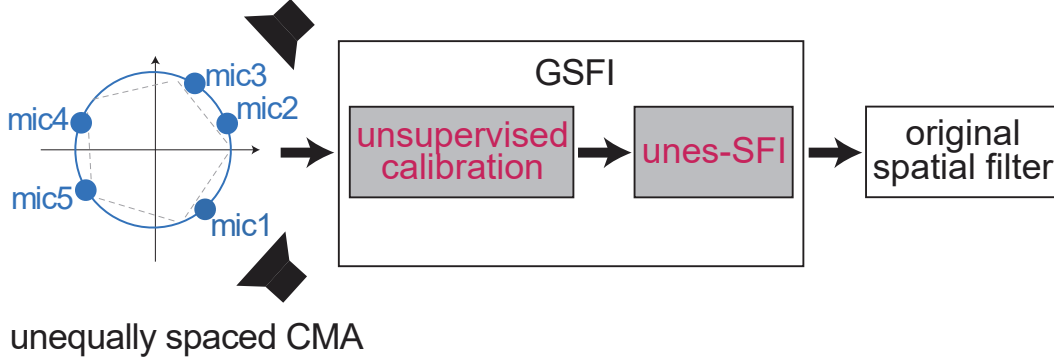 mic3
mic2
mic4
mic5
mic1
GSFI
unsupervised
calibration
unes-SFI
original
spatial filter
unequally spaced CMA